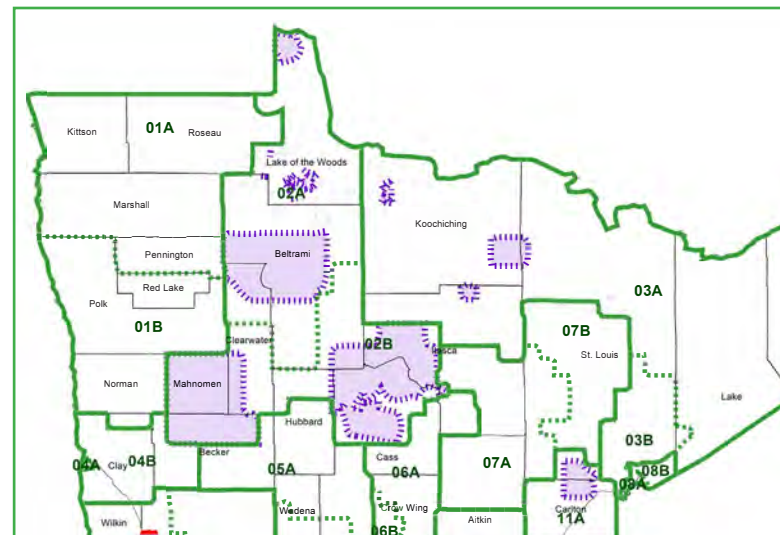 Kittson
01A
Roseau
Lake of the Woods
02A
Marshall
Koochiching
Pennington
Beltrami
Red Lake
03A
Polk
01B
07B
Clearwater
02B
Itasca
St. Louis
Norman
Mahnomen
Lake
Hubbard
03B
Becker
Cass
04A
Clay
04B
05A
06A
07A
08B
08A
Wadena
Crow Wing
Carlton
Wilkin
Aitkin
11A
06B